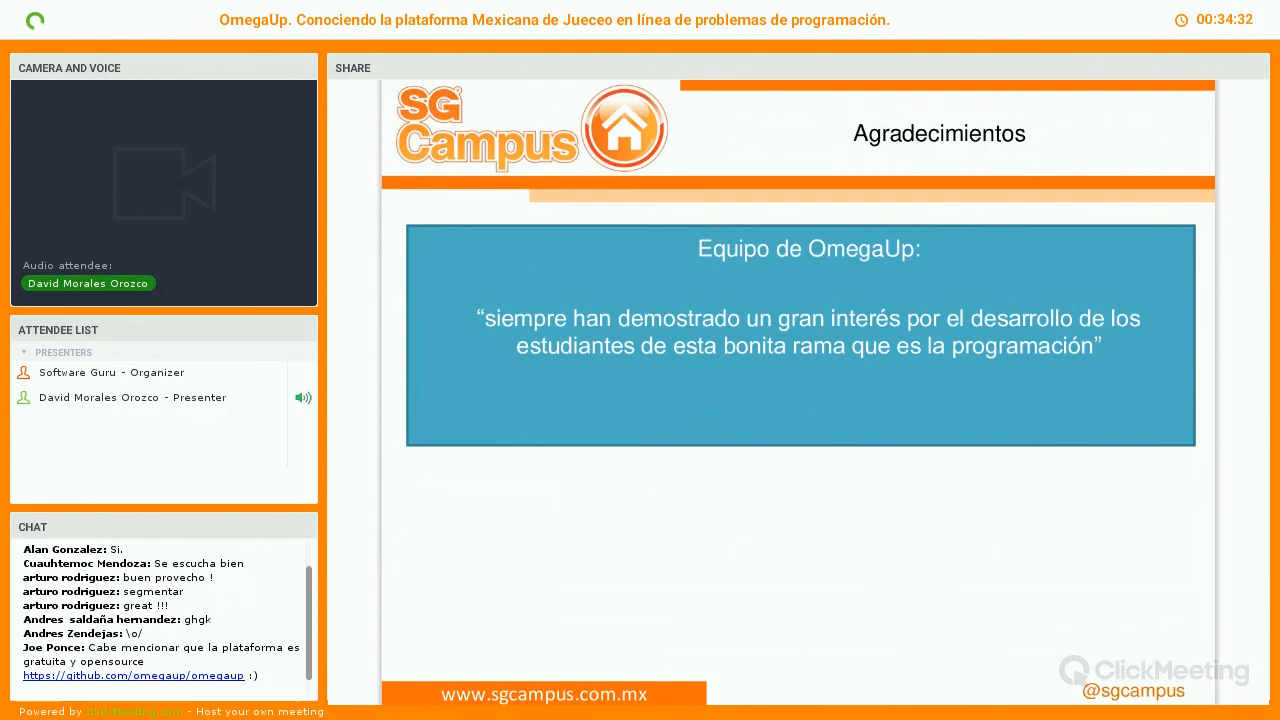 OmegaUp. Conociendo la plataforma Mexicana de Jueceo en línea de problemas de programación.
00:34:32
CAMERA AND VOICE
Audio attendee:
David Morales Orozco
ATTENDEE LIST
PRESENTERS
Software Guru - Organizer
David Morales Orozco - Presenter
CHAT
Alan Gonzalez: Si.
Cuauhtemoc Mendoza: Se escucha bien
arturo rodriguez: buen provecho !
arturo rodriguez: segmentar
arturo rodriguez: great !!!
Andres saldaña hernandez: ghgk
Andres Zendejas: \o/
Joe Ponce: Cabe mencionar que la plataforma es
gratuita y opensource
https://github.com/omegaup/omegaup :)
Powered by ClickMeeting.com - Host your own meeting
SHARE
SG
Campus
Agradecimientos
Equipo de OmegaUp:
“siempre han demostrado un gran interés por el desarrollo de los
estudiantes de esta bonita rama que es la programación”
ClickMeeting
www.sgcampus.com.mx
@sgcampus